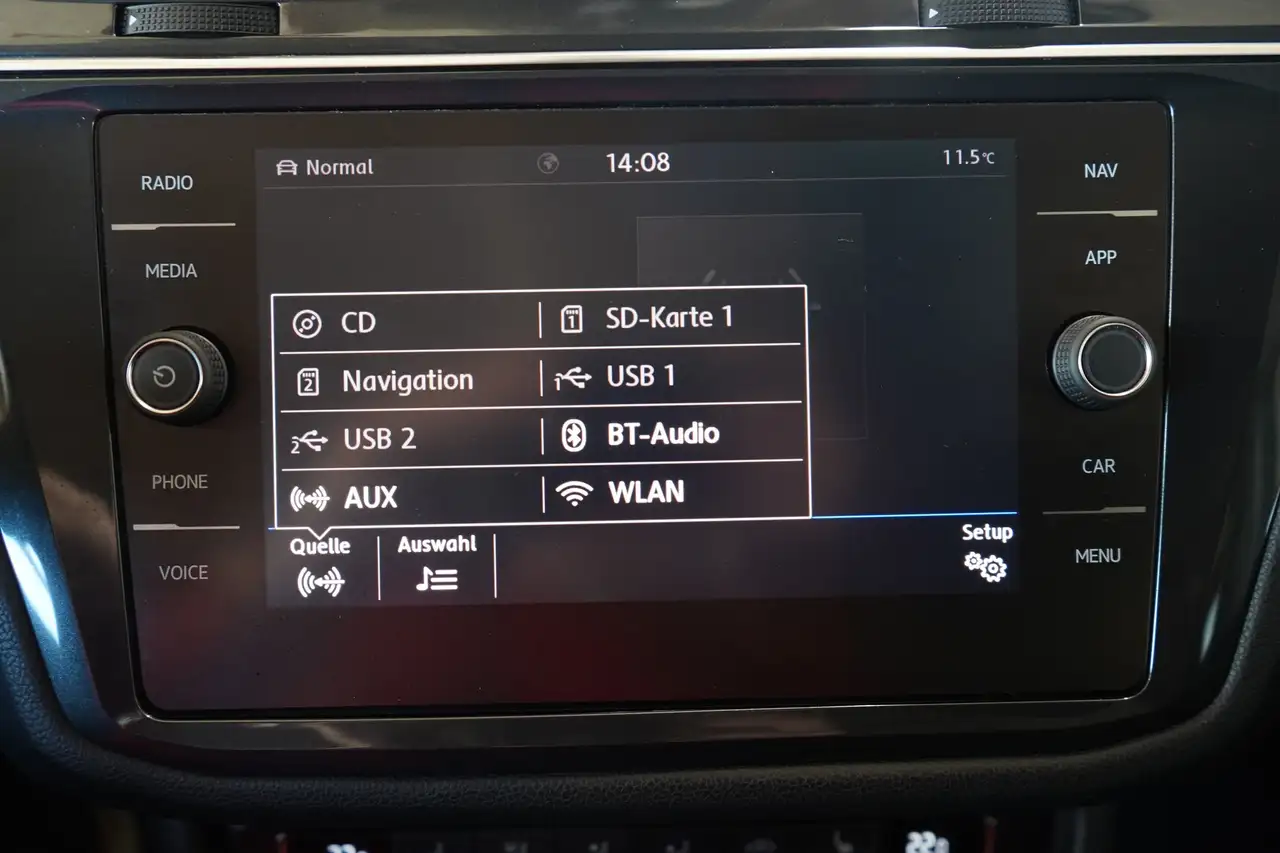 RADIO
MEDIA
PHONE
VOICE
Normal
14:08
11.5°C
CD
SD-Karte 1
Navigation
USB 1
USB 2
BT-Audio
AUX
WLAN
Quelle
Auswahl
Setup
NAV
APP
CAR
MENU